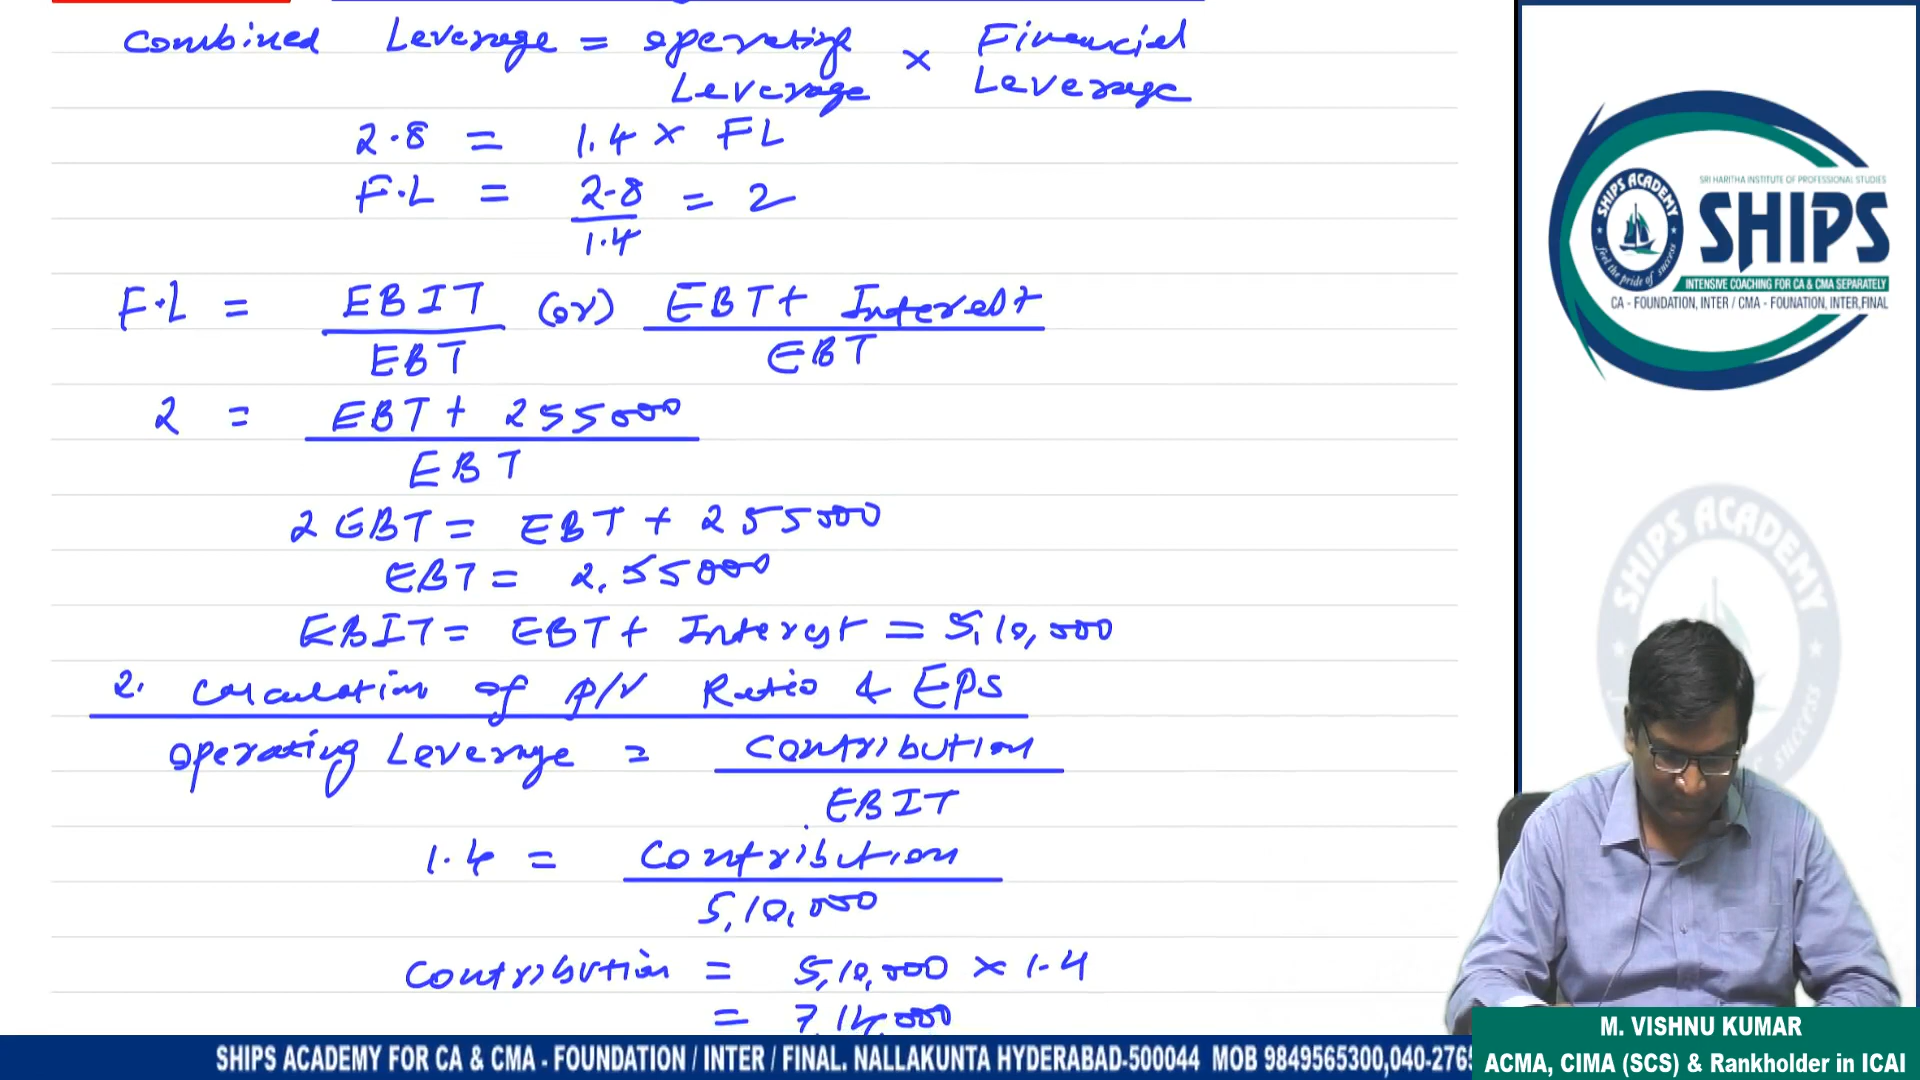 Combined Leverage = operating Leverage × Financial Leverage
2.8 = 1.4 × FL
F.L = 2.8 / 1.4 = 2
F.L = EBIT / EBT (or) EBT + Interest / EBT
2 = EBT + 255000 / EBT
2 EBT = EBT + 255000
EBT = 2,55000
EBIT = EBT + Interest = 5,10,000
2. Calculation of P/V Ratio & EPS
operating Leverage = Contribution / EBIT
1.4 = Contribution / 5,10,000
Contribution = 5,10,000 × 1.4
= 7,14,000
SHIPS ACADEMY
feel the pride of success
SRI HARITHA INSTITUTE OF PROFESSIONAL STUDIES
SHIPS
INTENSIVE COACHING FOR CA & CMA SEPARATELY
CA - FOUNDATION, INTER / CMA - FOUNATION, INTER,FINAL
SHIPS ACADEMY
success
M. VISHNU KUMAR
ACMA, CIMA (SCS) & Rankholder in ICAI
SHIPS ACADEMY FOR CA & CMA - FOUNDATION / INTER / FINAL. NALLAKUNTA HYDERABAD-500044 MOB 9849565300,040-2765